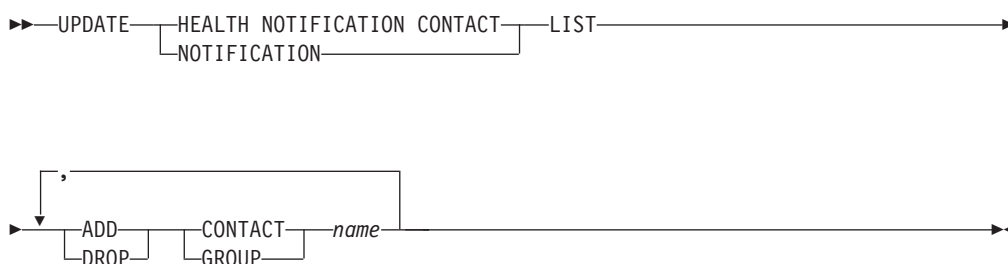 UPDATE HEALTH NOTIFICATION CONTACT LIST
NOTIFICATION
,
ADD CONTACT name
DROP GROUP